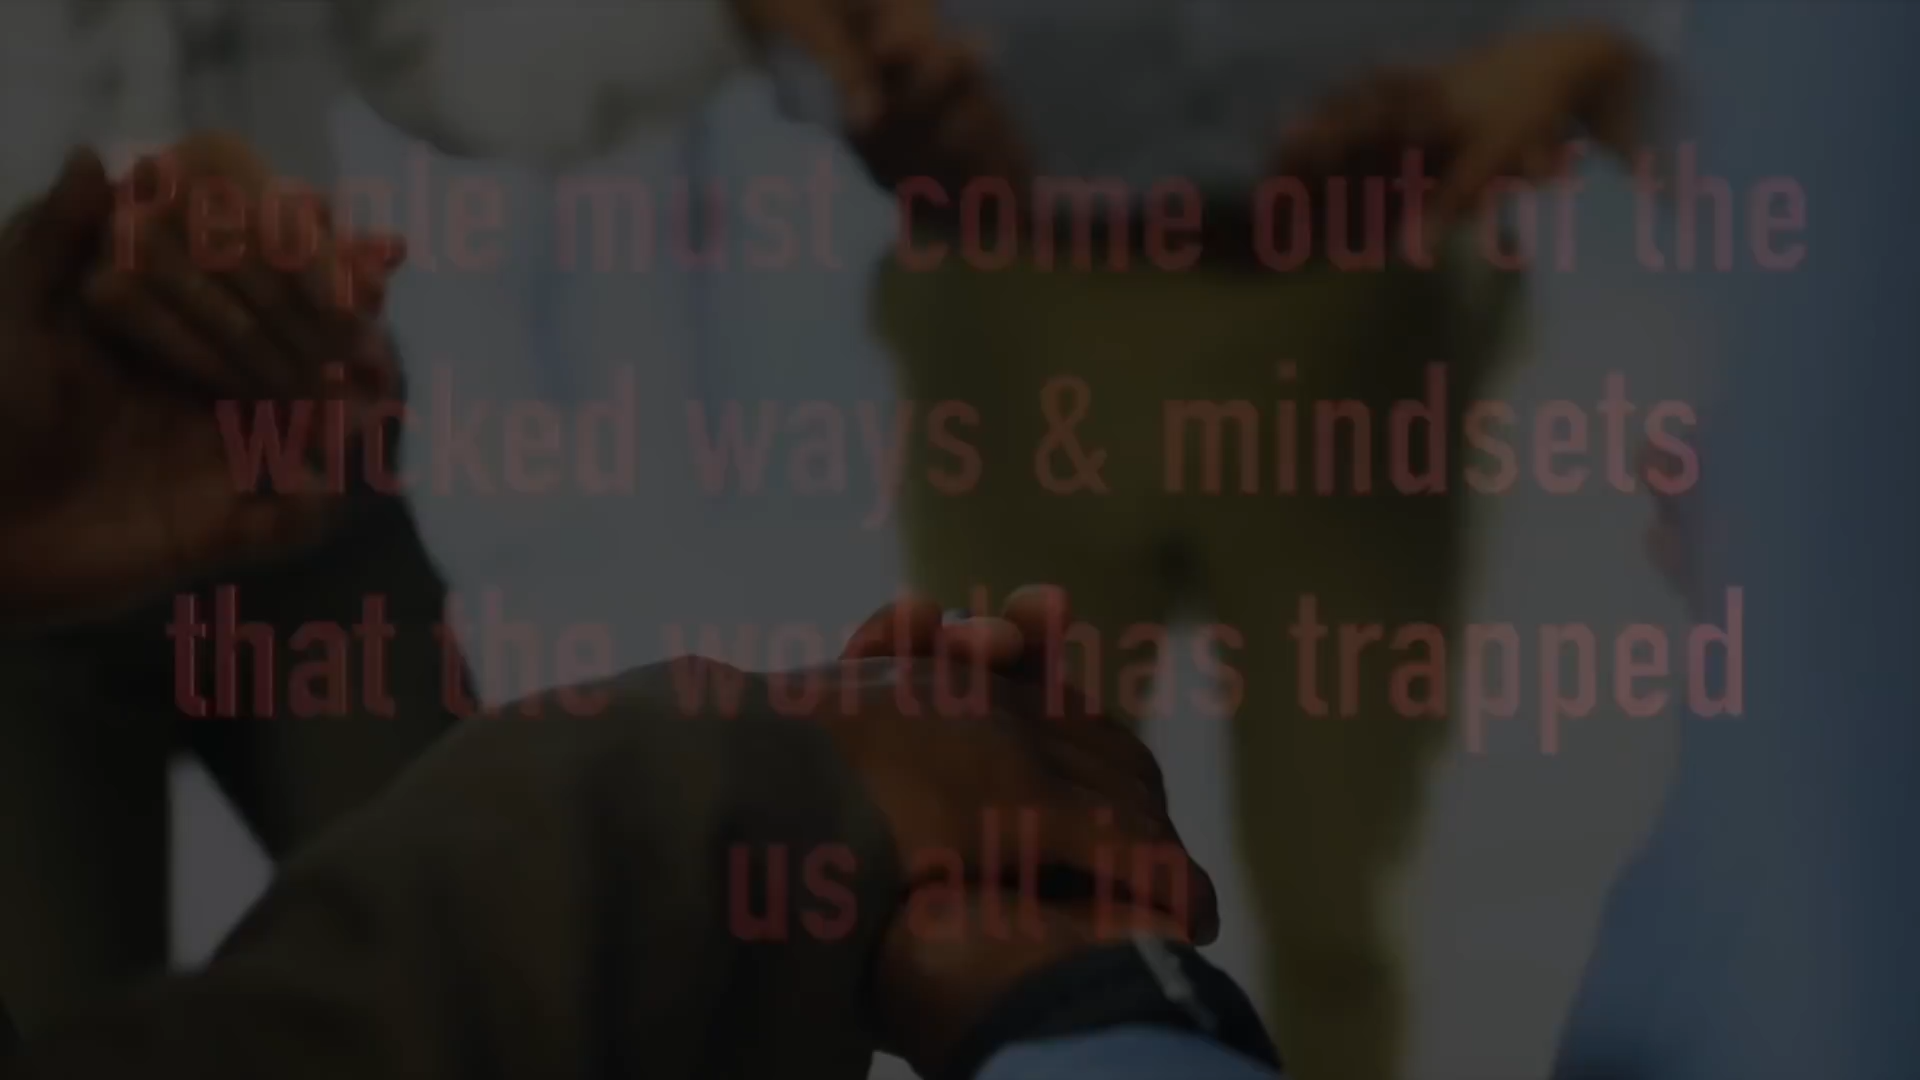 People must come out of the
wicked ways & mindsets
that the world has trapped
us all in